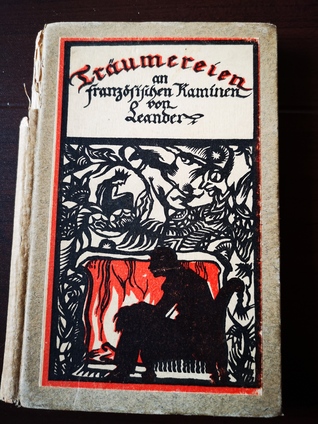 Träumereien
an
französischen Kaminen
von
Leander